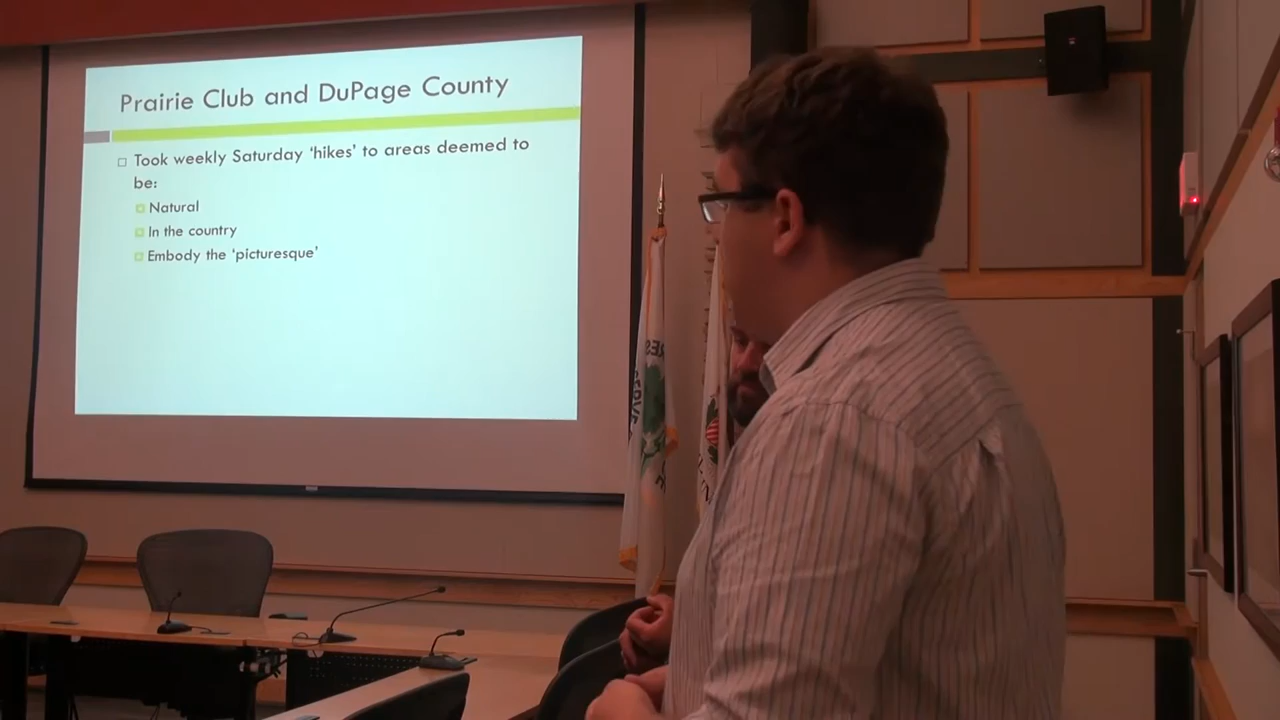 Prairie Club and DuPage County
Took weekly Saturday ‘hikes’ to areas deemed to
be:
Natural
In the country
Embody the ‘picturesque’